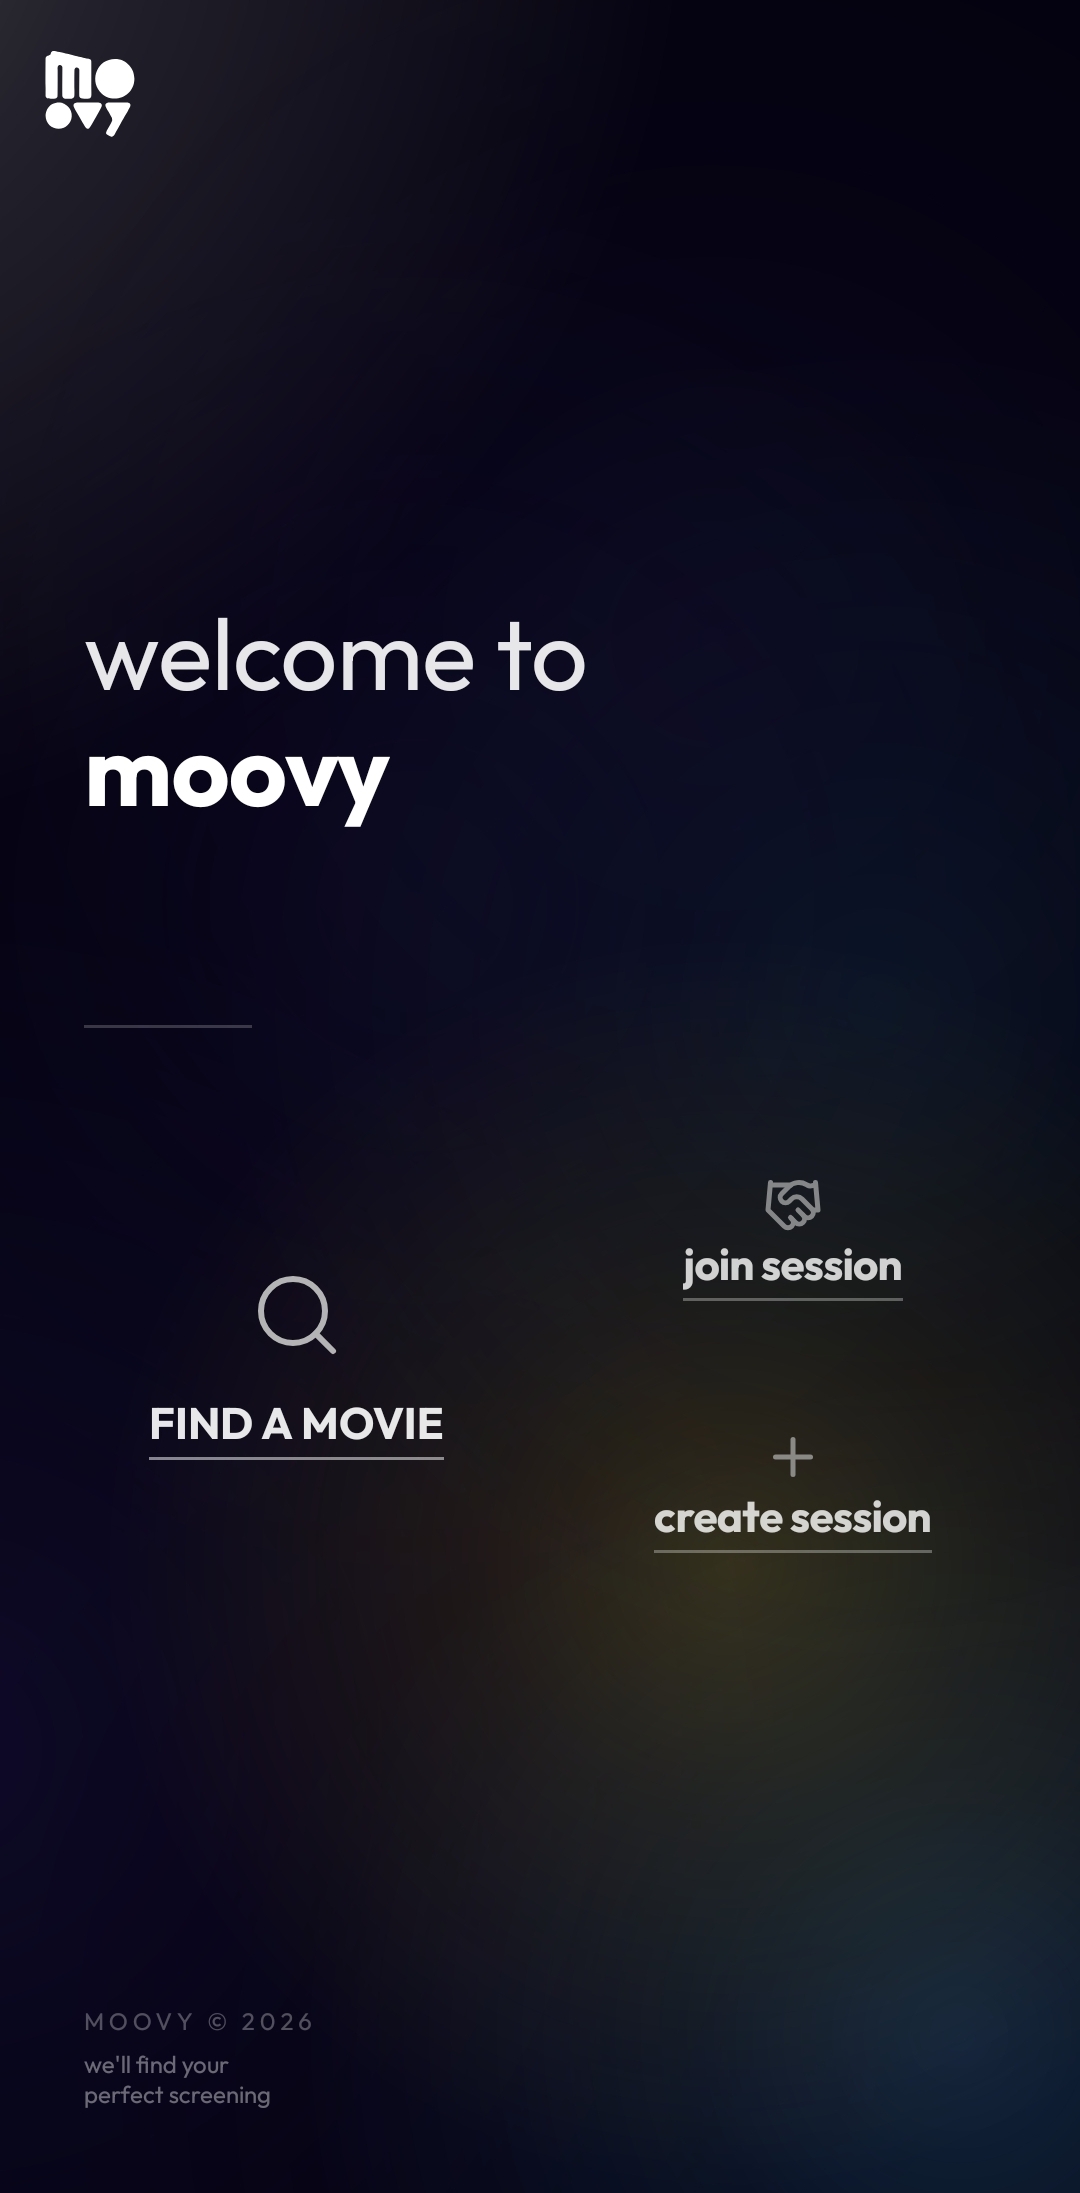 mo
ovy
welcome to
moovy
FIND A MOVIE
join session
create session
MOOVY © 2026
we'll find your
perfect screening